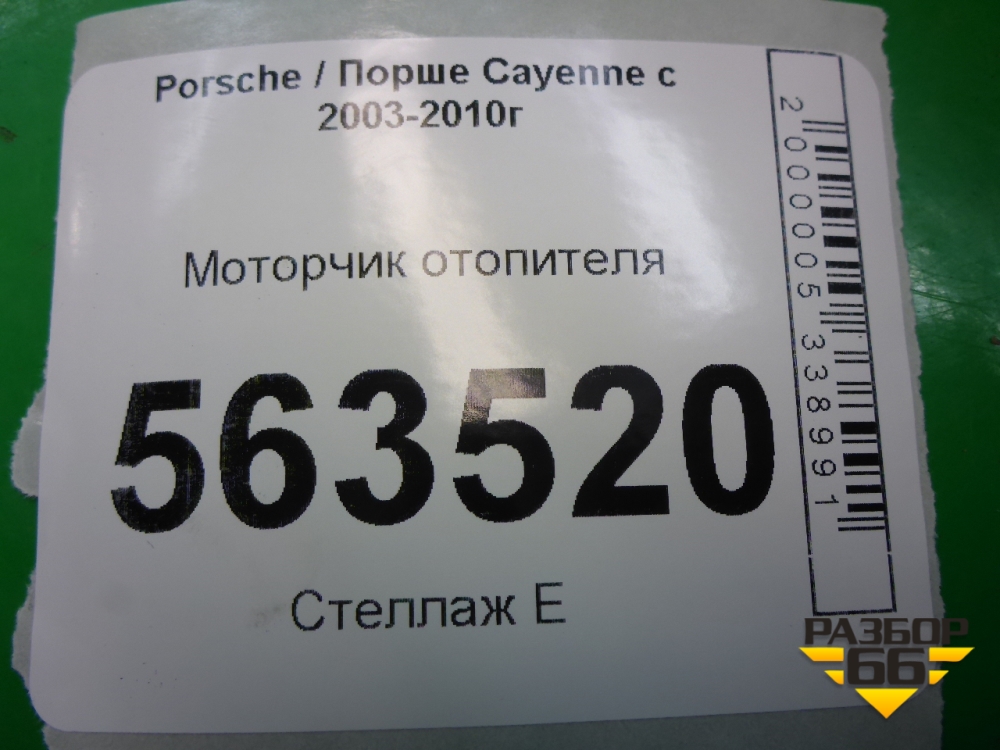 Porsche / Порше Cayenne с
2003-2010г
Моторчик отопителя
563520
Стеллаж Е
2000005338991
РАЗБОР
66